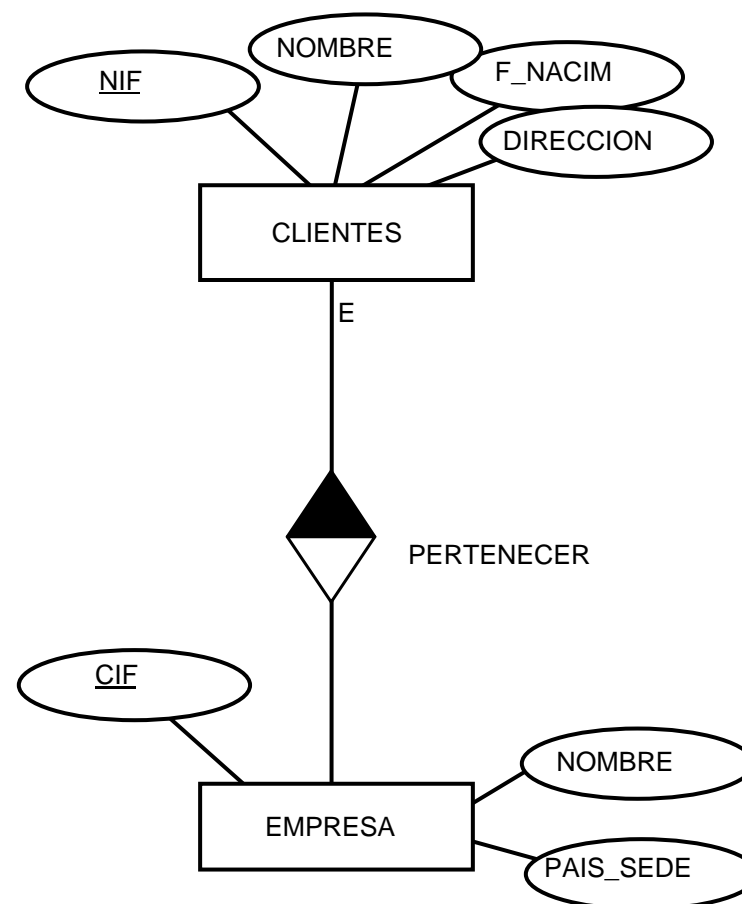 NOMBRE
F_NACIM
NIF
DIRECCION
CLIENTES
E
PERTENECER
CIF
NOMBRE
EMPRESA
PAIS_SEDE